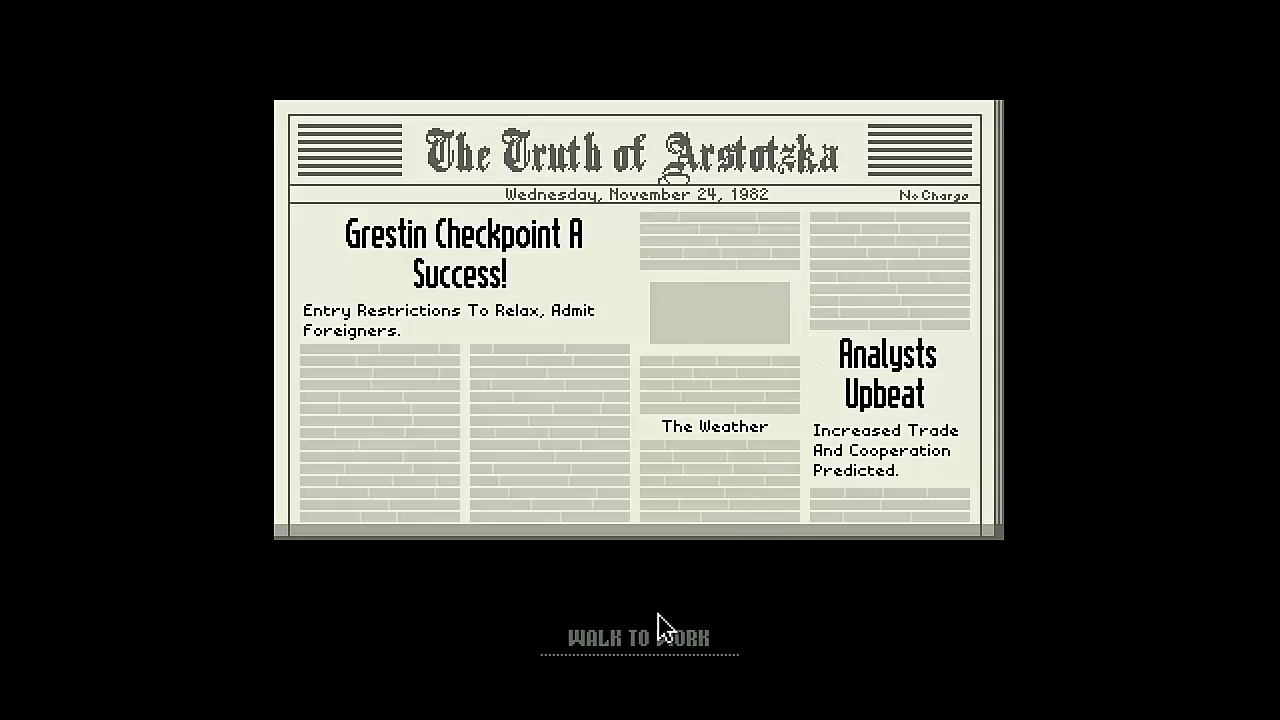 The Truth of Arstotzka
Wednesday, November 24, 1982
No Charge
Grestin Checkpoint A
Success!
Entry Restrictions To Relax, Admit
Foreigners.
The Weather
Analysts
Upbeat
Increased Trade
And Cooperation
Predicted.
WALK TO WORK